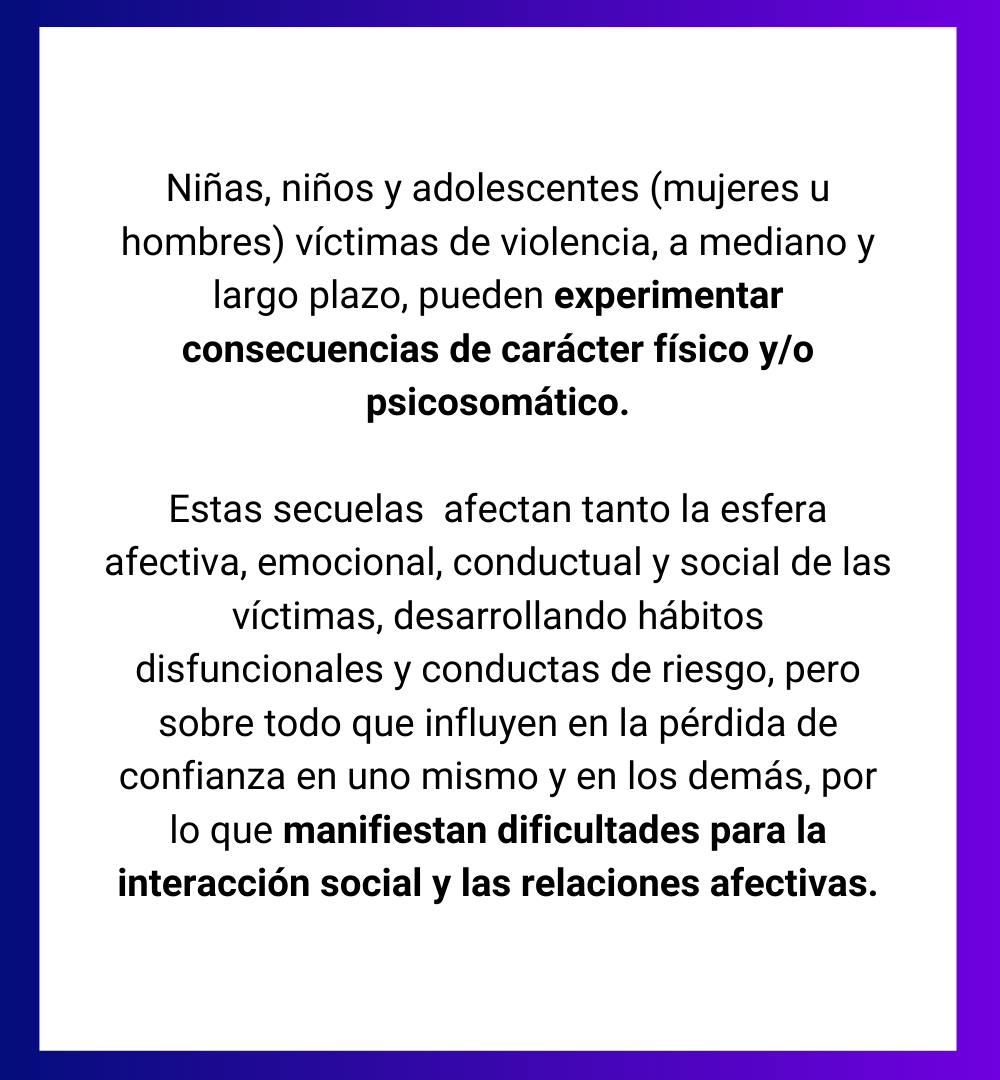 Niñas, niños y adolescentes (mujeres u
hombres) víctimas de violencia, a mediano y
largo plazo, pueden experimentar
consecuencias de carácter físico y/o
psicosomático.
Estas secuelas  afectan tanto la esfera
afectiva, emocional, conductual y social de las
víctimas, desarrollando hábitos
disfuncionales y conductas de riesgo, pero
sobre todo que influyen en la pérdida de
confianza en uno mismo y en los demás, por
lo que manifiestan dificultades para la
interacción social y las relaciones afectivas.